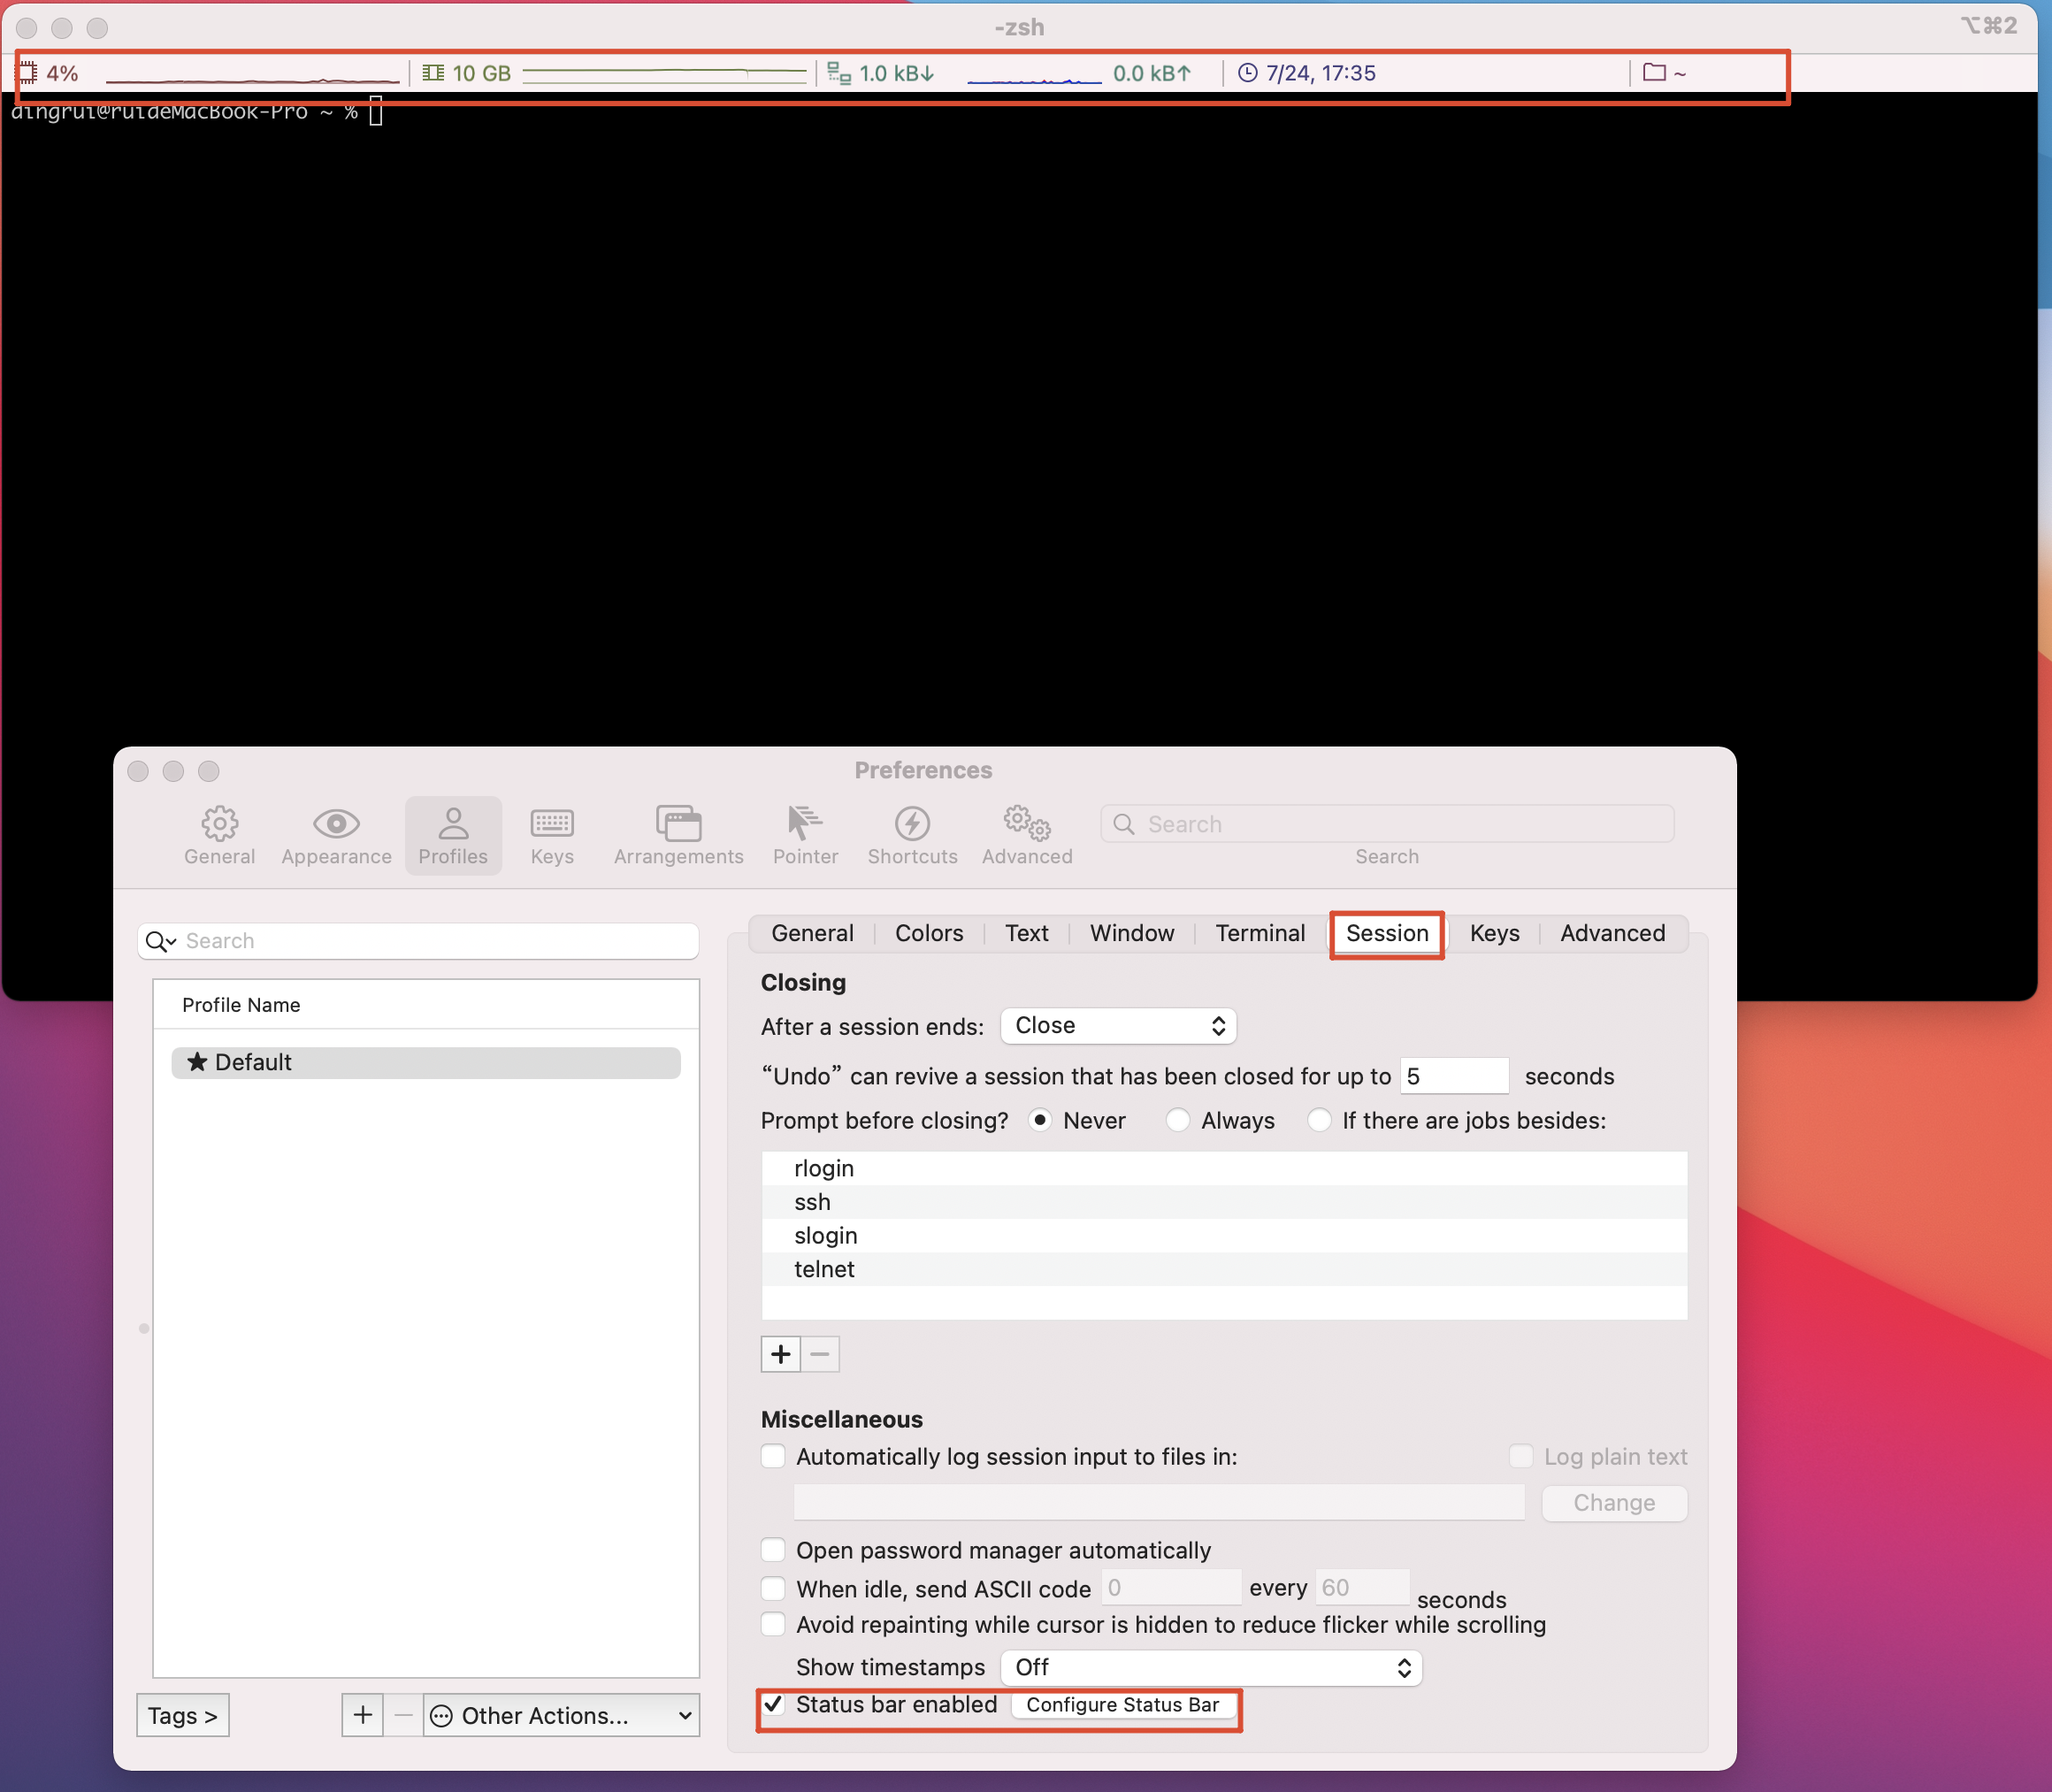 -zsh
⌥⌘2
4%
10 GB
1.0 kB↓
0.0 kB↑
7/24, 17:35
~
dingrui@ruideMacBook-Pro ~ %
Preferences
General
Appearance
Profiles
Keys
Arrangements
Pointer
Shortcuts
Advanced
Search
Search
Search
Profile Name
★ Default
Tags >
+
−
Other Actions...
General
Colors
Text
Window
Terminal
Session
Keys
Advanced
Closing
After a session ends: Close
“Undo” can revive a session that has been closed for up to 5 seconds
Prompt before closing? Never Always If there are jobs besides:
rlogin
ssh
slogin
telnet
+ −
Miscellaneous
Automatically log session input to files in: Log plain text
Change
Open password manager automatically
When idle, send ASCII code 0 every 60 seconds
Avoid repainting while cursor is hidden to reduce flicker while scrolling
Show timestamps Off
Status bar enabled Configure Status Bar